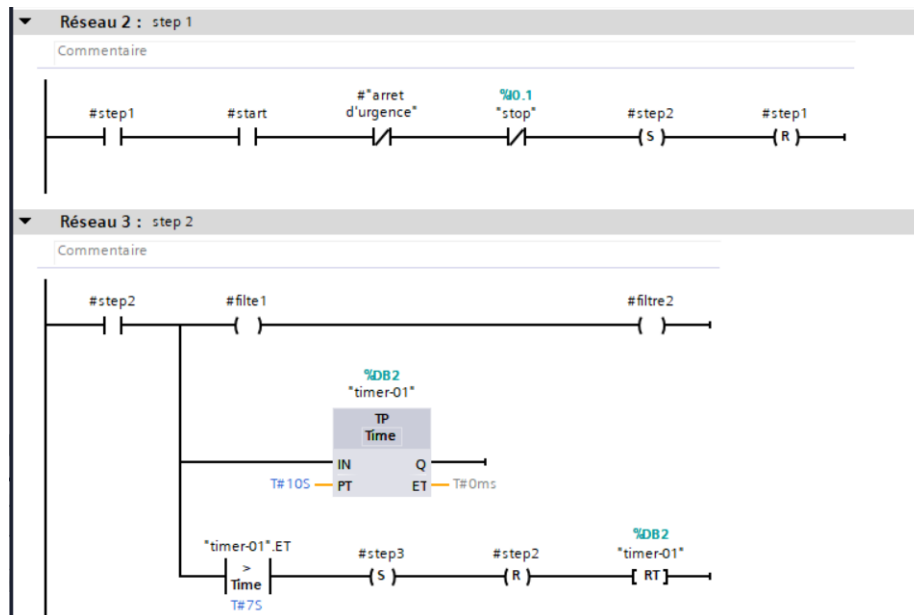 Réseau 2 : step 1
Commentaire
#"arret %I0.1
#step1 #start d'urgence" "stop" #step2 #step1
S R
Réseau 3 : step 2
Commentaire
#step2 #filte1 #filtre2
%DB2
"timer-01"
TP
Time
IN Q
T#10S PT ET T#0ms
%DB2
"timer-01".ET #step3 #step2 "timer-01"
> S R RT
Time
T#7S